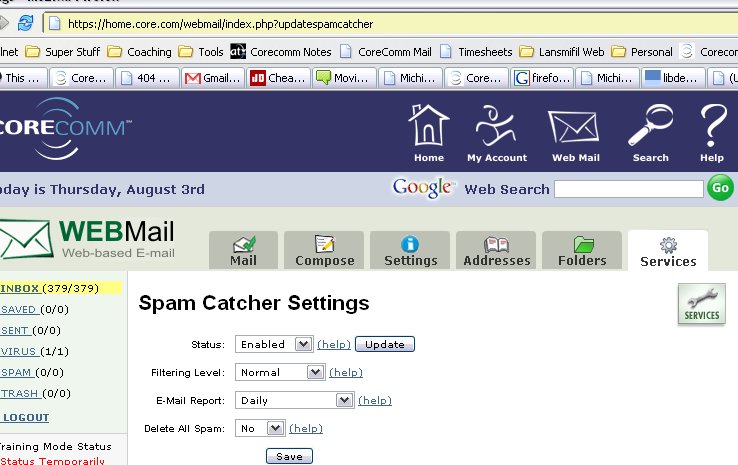 https://home.core.com/webmail/index.php?updatespamcatcher
lnet Super Stuff Coaching Tools Corecomm Notes CoreComm Mail Timesheets Lansmifil Web Personal Corecom
This ... Core... 404 ... Gmail... Chea... Movi... Michi... Core... firefo... Michi... libde... (U
CORECOMM™
Home My Account Web Mail Search Help
oday is Thursday, August 3rd
Google™ Web Search Go
WEBMail
Web-based E-mail
Mail Compose Settings Addresses Folders Services
INBOX (379/379)
SAVED (0/0)
SENT (0/0)
VIRUS (1/1)
SPAM (0/0)
TRASH (0/0)
LOGOUT
raining Mode Status
Status Temporarily
Spam Catcher Settings
SERVICES
Status: Enabled (help) Update
Filtering Level: Normal (help)
E-Mail Report: Daily (help)
Delete All Spam: No (help)
Save